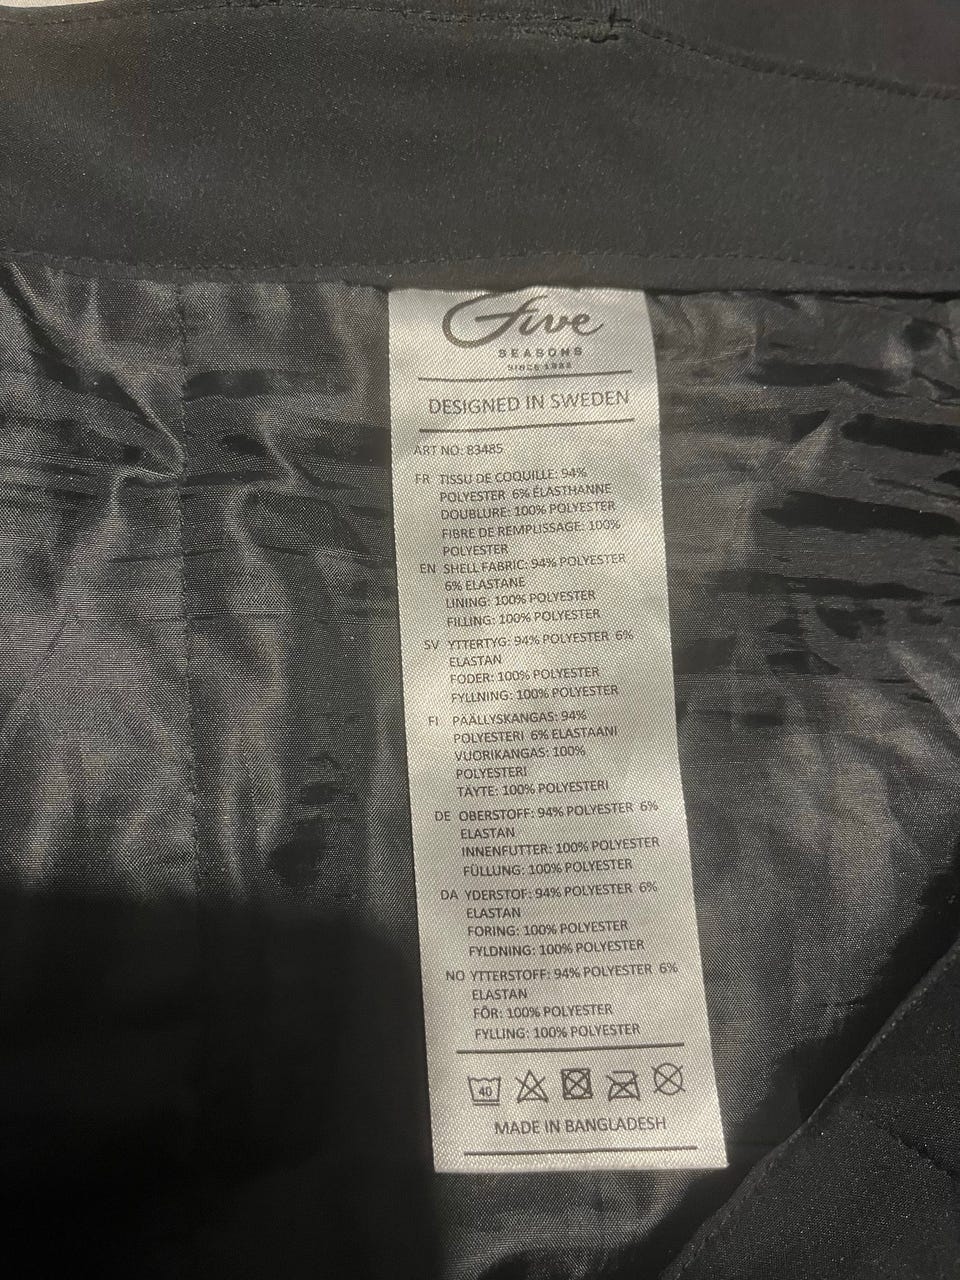 Five
SEASONS
SINCE
DESIGNED IN SWEDEN
ART NO: 83485
FR TISSU DE COQUILLE: 94%
POLYESTER 6% ÉLASTHANNE
DOUBLURE: 100% POLYESTER
FIBRE DE REMPLISSAGE: 100%
POLYESTER
EN SHELL FABRIC: 94% POLYESTER
6% ELASTANE
LINING: 100% POLYESTER
FILLING: 100% POLYESTER
SV YTTERTYG: 94% POLYESTER 6%
ELASTAN
FODER: 100% POLYESTER
FYLLNING: 100% POLYESTER
FI PÄÄLLYSKANGAS: 94%
POLYESTERI 6% ELASTAANI
VUORIKANGAS: 100%
POLYESTERI
TÄYTE: 100% POLYESTERI
DE OBERSTOFF: 94% POLYESTER 6%
ELASTAN
INNENFUTTER: 100% POLYESTER
FÜLLUNG: 100% POLYESTER
DA YDERSTOF: 94% POLYESTER 6%
ELASTAN
FORING: 100% POLYESTER
FYLDNING: 100% POLYESTER
NO YTTERSTOFF: 94% POLYESTER 6%
ELASTAN
FÔR: 100% POLYESTER
FYLLING: 100% POLYESTER
40
MADE IN BANGLADESH